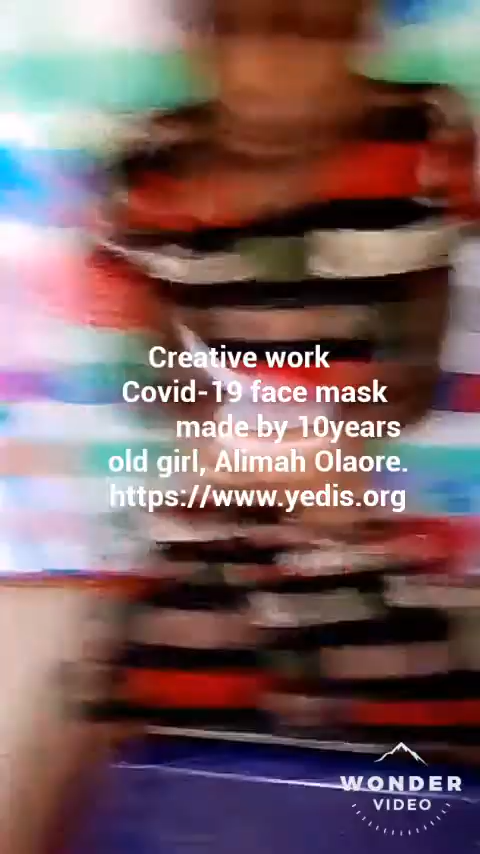 Creative work
Covid-19 face mask
made by 10years
old girl, Alimah Olaore.
https://www.yedis.org
WONDER
VIDEO